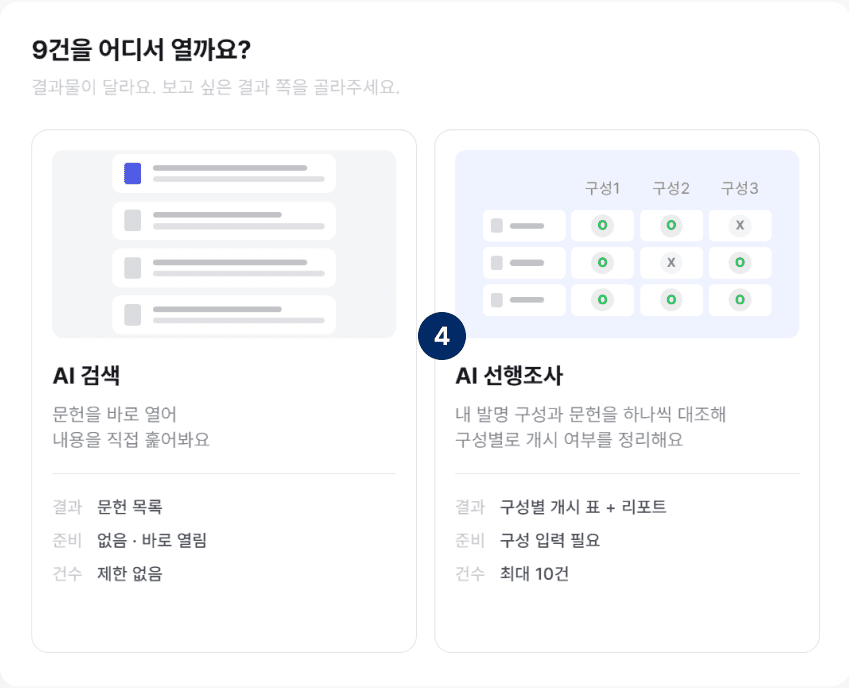 9건을 어디서 열까요?
결과물이 달라요. 보고 싶은 결과 쪽을 골라주세요.
구성1 구성2 구성3
O O X
O X O
O O O
4
AI 검색
문헌을 바로 열어
내용을 직접 훑어봐요
결과 문헌 목록
준비 없음 · 바로 열림
건수 제한 없음
AI 선행조사
내 발명 구성과 문헌을 하나씩 대조해
구성별로 개시 여부를 정리해요
결과 구성별 개시 표 + 리포트
준비 구성 입력 필요
건수 최대 10건